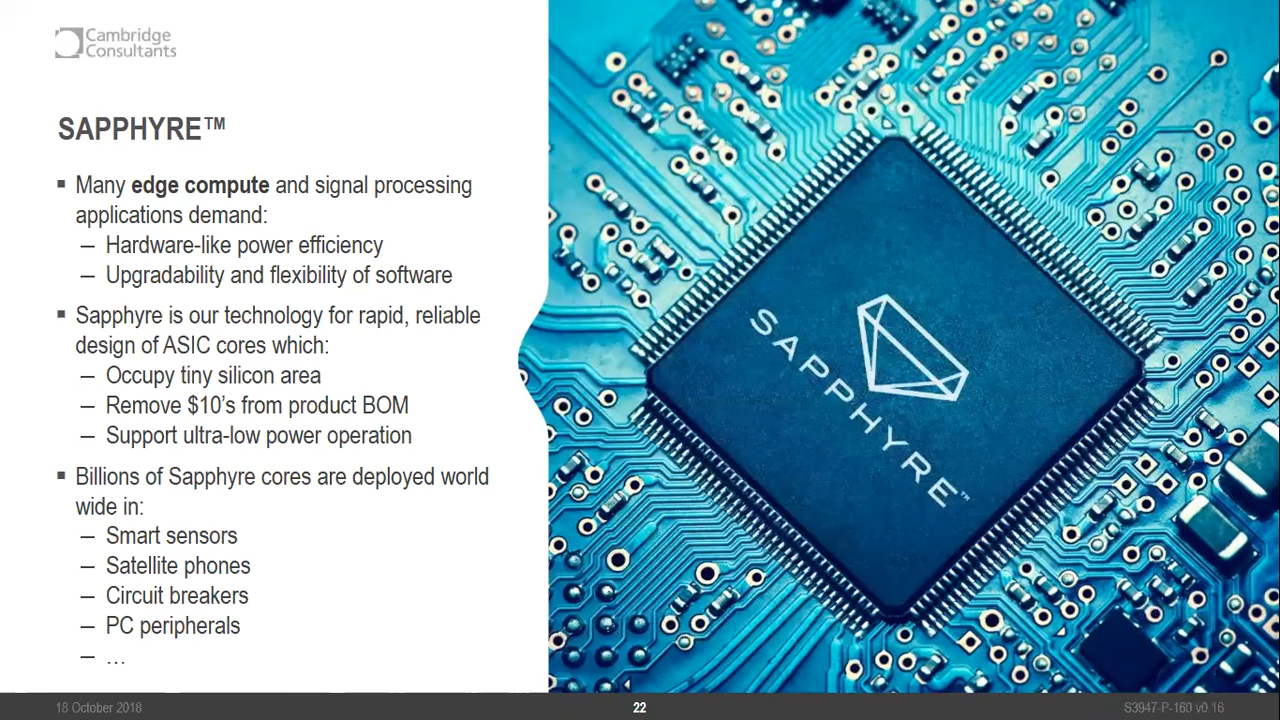 Cambridge
Consultants
SAPPHYRE™
▪ Many edge compute and signal processing
applications demand:
– Hardware-like power efficiency
– Upgradability and flexibility of software
▪ Sapphyre is our technology for rapid, reliable
design of ASIC cores which:
– Occupy tiny silicon area
– Remove $10’s from product BOM
– Support ultra-low power operation
▪ Billions of Sapphyre cores are deployed world
wide in:
– Smart sensors
– Satellite phones
– Circuit breakers
– PC peripherals
– …
SAPPHYRE™
18 October 2018
22
S3947-P-160 v0.16